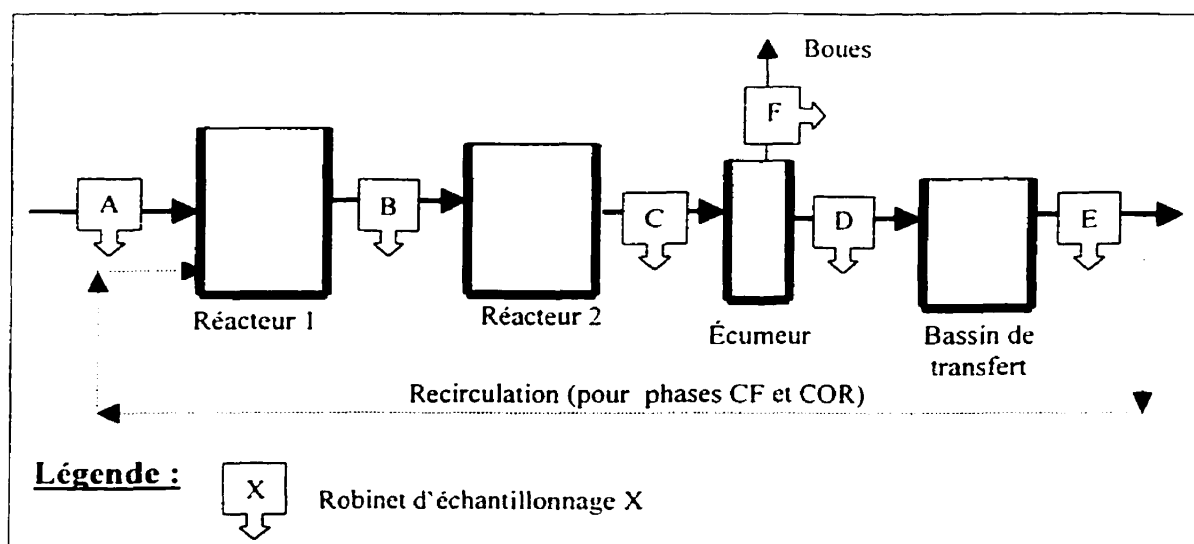 Boues
F
A
B
C
D
E
Réacteur 1
Réacteur 2
Écumeur
Bassin de
transfert
Recirculation (pour phases CF et COR)
Légende :
X
Robinet d'échantillonnage X